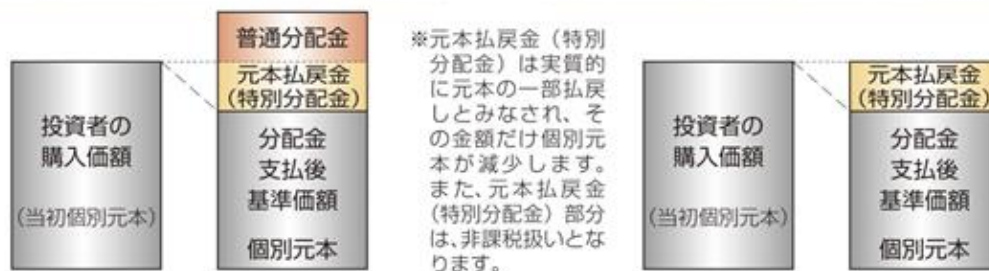 普通分配金
元本払戻金
(特別分配金)
投資者の
購入価額
(当初個別元本)
分配金
支払後
基準価額
個別元本
※元本払戻金（特別
分配金）は実質的
に元本の一部払戻
しとみなされ、そ
の金額だけ個別元
本が減少します。
また、元本払戻金
(特別分配金）部分
は、非課税扱いとな
ります。
投資者の
購入価額
(当初個別元本)
元本払戻金
(特別分配金)
分配金
支払後
基準価額
個別元本